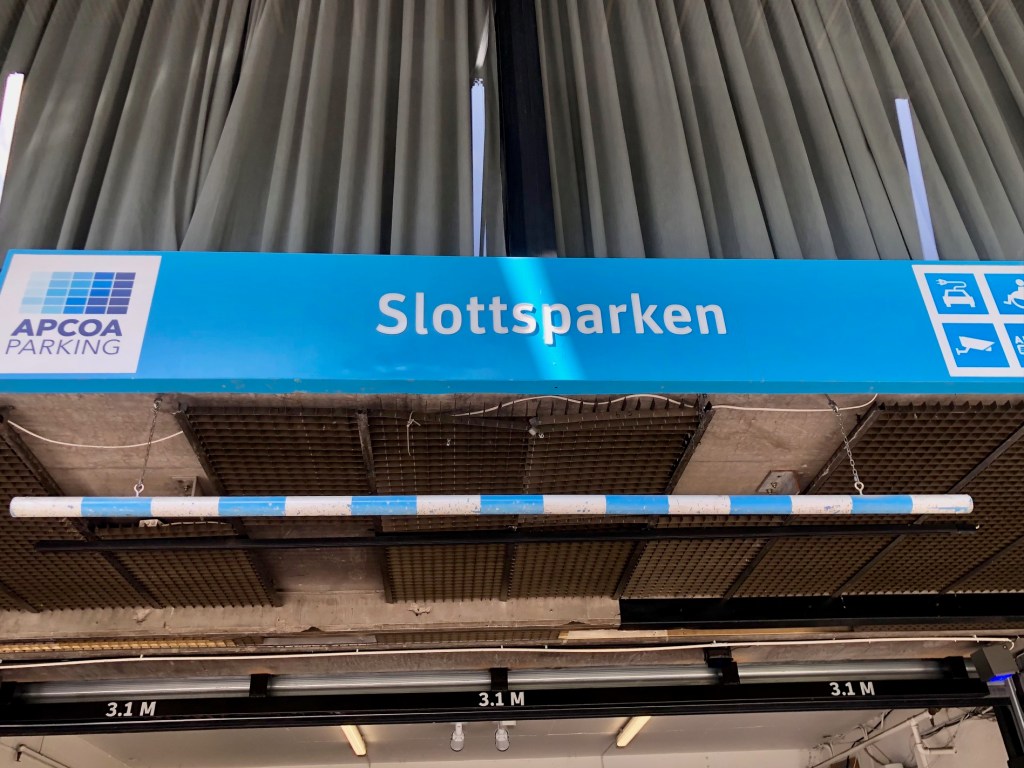 APCOA
PARKING
Slottsparken
3.1 M
3.1 M
3.1 M